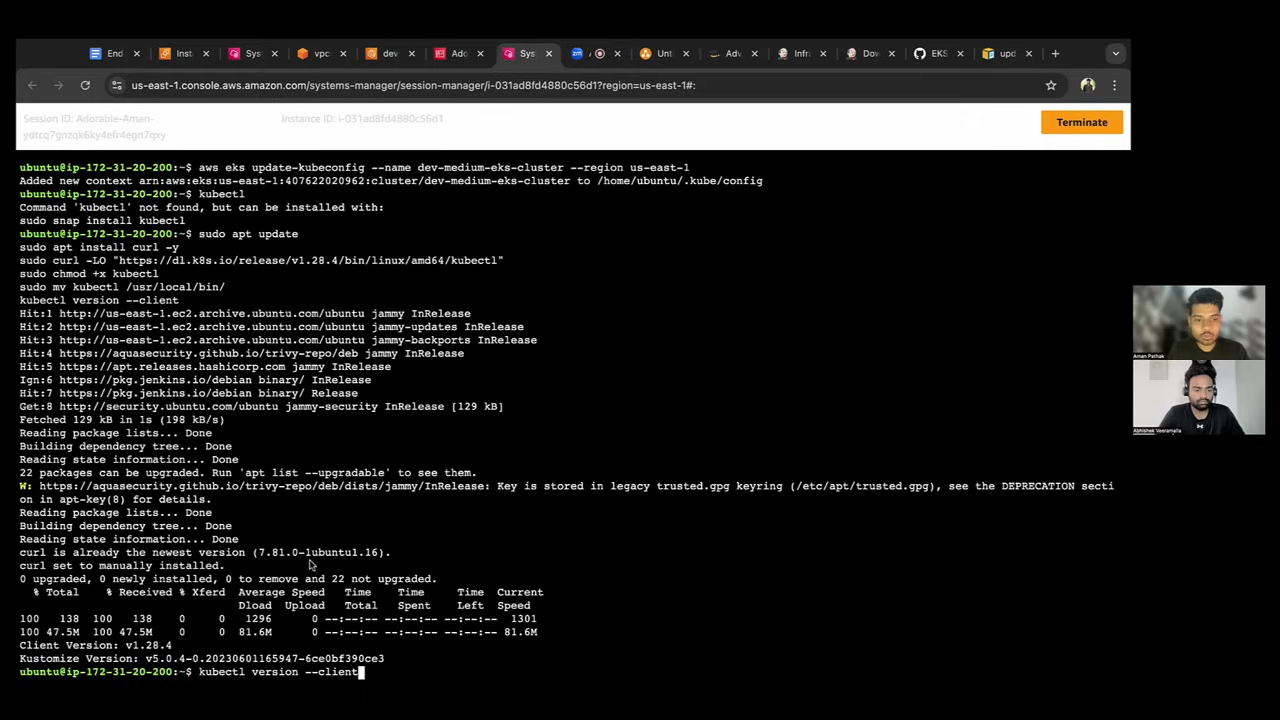 End
Inst
Sys
vpc
dev
Ado
Sys
Unt
Adv
Infra
Dov
EKS
upd
us-east-1.console.aws.amazon.com/systems-manager/session-manager/i-031ad8fd4880c56d1?region=us-east-1#:
Session ID: Adorable-Aman-
ydtcq7gnzqk6ky4efr4egn7qxy
Instance ID: i-031ad8fd4880c56d1
Terminate
ubuntu@ip-172-31-20-200:~$ aws eks update-kubeconfig --name dev-medium-eks-cluster --region us-east-1
Added new context arn:aws:eks:us-east-1:407622020962:cluster/dev-medium-eks-cluster to /home/ubuntu/.kube/config
ubuntu@ip-172-31-20-200:~$ kubectl
Command 'kubectl' not found, but can be installed with:
sudo snap install kubectl
ubuntu@ip-172-31-20-200:~$ sudo apt update
sudo apt install curl -y
sudo curl -LO "https://dl.k8s.io/release/v1.28.4/bin/linux/amd64/kubectl"
sudo chmod +x kubectl
sudo mv kubectl /usr/local/bin/
kubectl version --client
Hit:1 http://us-east-1.ec2.archive.ubuntu.com/ubuntu jammy InRelease
Hit:2 http://us-east-1.ec2.archive.ubuntu.com/ubuntu jammy-updates InRelease
Hit:3 http://us-east-1.ec2.archive.ubuntu.com/ubuntu jammy-backports InRelease
Hit:4 https://aquasecurity.github.io/trivy-repo/deb jammy InRelease
Hit:5 https://apt.releases.hashicorp.com jammy InRelease
Ign:6 https://pkg.jenkins.io/debian binary/ InRelease
Hit:7 https://pkg.jenkins.io/debian binary/ Release
Get:8 http://security.ubuntu.com/ubuntu jammy-security InRelease [129 kB]
Fetched 129 kB in 1s (198 kB/s)
Reading package lists... Done
Building dependency tree... Done
Reading state information... Done
22 packages can be upgraded. Run 'apt list --upgradable' to see them.
W: https://aquasecurity.github.io/trivy-repo/deb/dists/jammy/InRelease: Key is stored in legacy trusted.gpg keyring (/etc/apt/trusted.gpg), see the DEPRECATION secti
on in apt-key(8) for details.
Reading package lists... Done
Building dependency tree... Done
Reading state information... Done
curl is already the newest version (7.81.0-1ubuntu1.16).
curl set to manually installed.
0 upgraded, 0 newly installed, 0 to remove and 22 not upgraded.
% Total % Received % Xferd Average Speed Time Time Time Current
Dload Upload Total Spent Left Speed
100 138 100 138 0 0 1296 0 --:--:-- --:--:-- --:--:-- 1301
100 47.5M 100 47.5M 0 0 81.6M 0 --:--:-- --:--:-- --:--:-- 81.6M
Client Version: v1.28.4
Kustomize Version: v5.0.4-0.20230601165947-6ce0bf390ce3
ubuntu@ip-172-31-20-200:~$ kubectl version --client
Aman Pathak
Abhishek Veeramalla